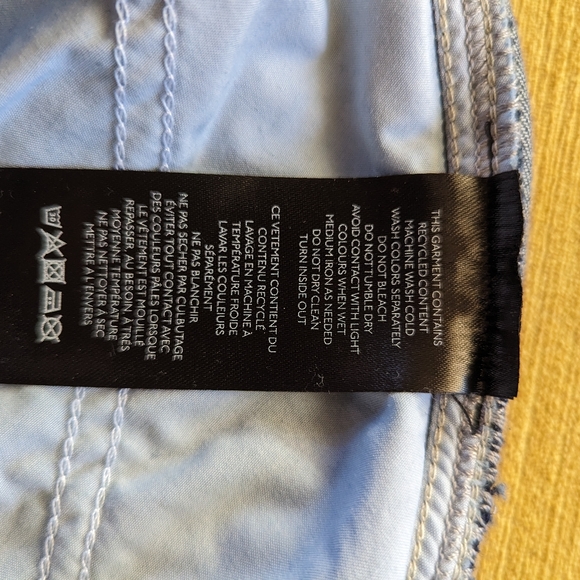 THIS GARMENT CONTAINS
RECYCLED CONTENT
MACHINE WASH COLD
WASH COLORS SEPARATELY
DO NOT BLEACH
DO NOT TUMBLE DRY
AVOID CONTACT WITH LIGHT
COLOURS WHEN WET
MEDIUM IRON AS NEEDED
DO NOT DRY CLEAN
TURN INSIDE OUT
CE VETEMENT CONTIENT DU
CONTENU RECYCLÉ
LAVAGE EN MACHINE À
TEMPÉRATURE FROIDE
LAVAR LES COULEURS
SÉPARÉMENT
NE PAS BLANCHIR
NE PAS SECHER PAR CULBUTAGE
ÉVITER TOUT CONTACT AVEC
DES COULEURS PÂLES LORSQUE
LE VÊTEMENT EST MOUILLÉ
REPASSER AU BESOIN, À TRÈS
MOYENNE TEMPÉRATURE
NE PAS NETTOYER À SEC
METTRE A L'ENVERS
30